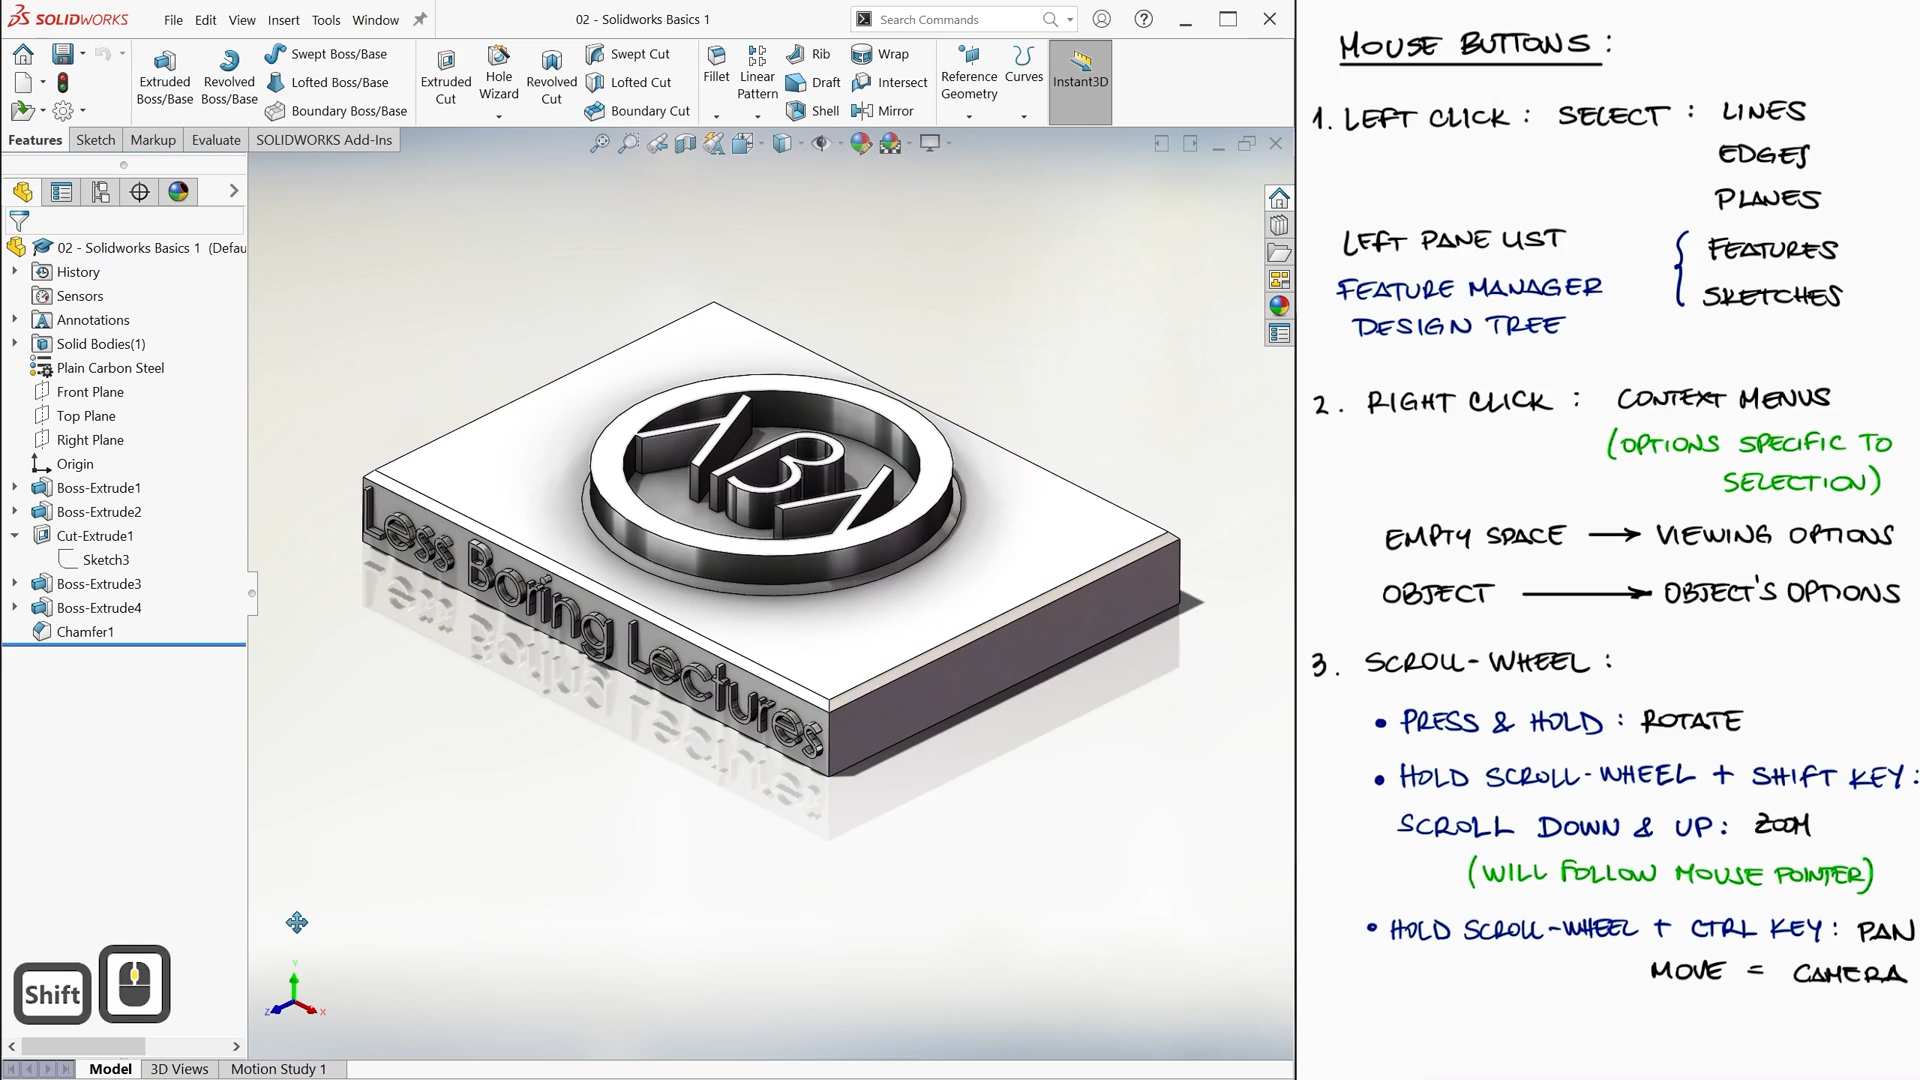 SOLIDWORKS
File Edit View Insert Tools Window
02 - Solidworks Basics 1
Search Commands
Extruded Boss/Base
Revolved Boss/Base
Swept Boss/Base
Lofted Boss/Base
Boundary Boss/Base
Extruded Cut
Hole Wizard
Revolved Cut
Swept Cut
Lofted Cut
Boundary Cut
Fillet
Linear Pattern
Rib
Draft
Shell
Wrap
Intersect
Mirror
Reference Geometry
Curves
Instant3D
Features Sketch Markup Evaluate SOLIDWORKS Add-Ins
02 - Solidworks Basics 1 (Defau
History
Sensors
Annotations
Solid Bodies(1)
Plain Carbon Steel
Front Plane
Top Plane
Right Plane
Origin
Boss-Extrude1
Boss-Extrude2
Cut-Extrude1
Sketch3
Boss-Extrude3
Boss-Extrude4
Chamfer1
Less Boring Lectures
Shift
Y
Z
X
Model 3D Views Motion Study 1
MOUSE BUTTONS :
1. LEFT CLICK : SELECT : LINES
EDGES
PLANES
LEFT PANE LIST
FEATURES
FEATURE MANAGER
SKETCHES
DESIGN TREE
2. RIGHT CLICK : CONTEXT MENUS
(OPTIONS SPECIFIC TO
SELECTION)
EMPTY SPACE → VIEWING OPTIONS
OBJECT → OBJECT'S OPTIONS
3. SCROLL-WHEEL :
• PRESS & HOLD : ROTATE
• HOLD SCROLL-WHEEL + SHIFT KEY :
SCROLL DOWN & UP : ZOOM
(WILL FOLLOW MOUSE POINTER)
• HOLD SCROLL-WHEEL + CTRL KEY : PAN
MOVE = CAMERA